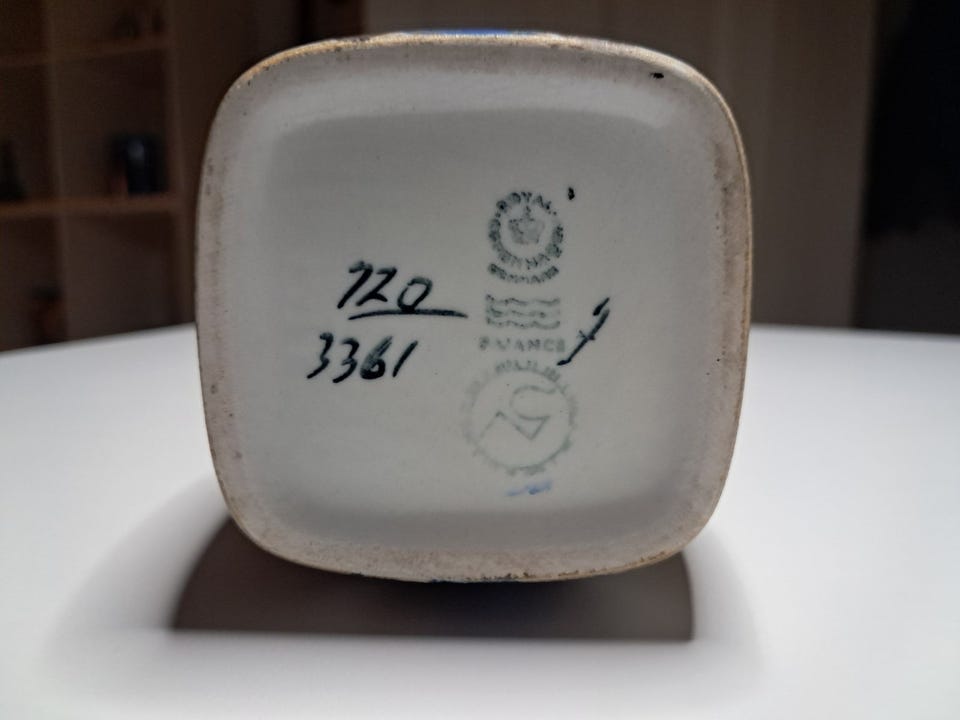 ROYAL
COPENHAGEN
DENMARK
720
3361
FAJANCE